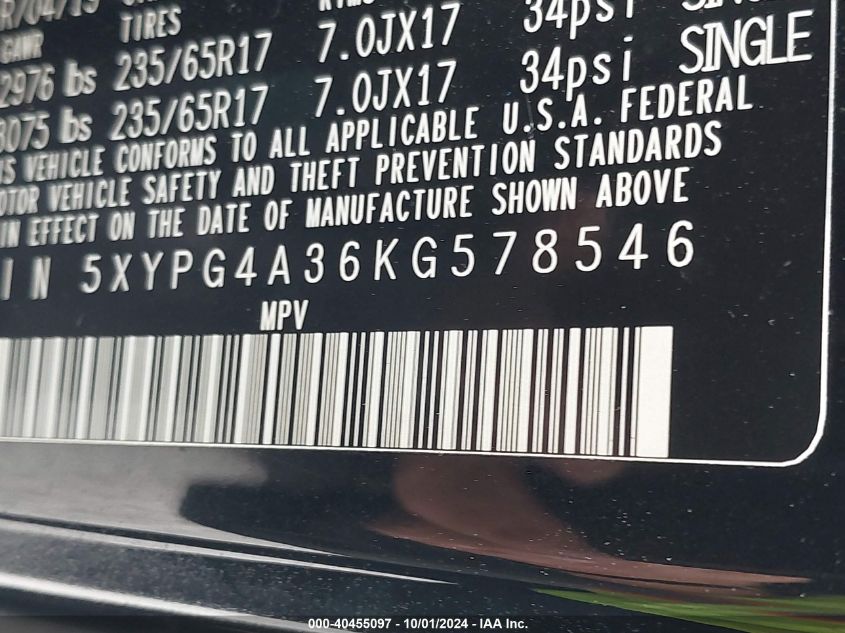 TIRES
GAWR
2976 lbs 235/65R17 7.0JX17 34psi SINGLE
3075 lbs 235/65R17 7.0JX17 34psi SINGLE
VEHICLE CONFORMS TO ALL APPLICABLE U.S.A. FEDERAL
VEHICLE SAFETY AND THEFT PREVENTION STANDARDS
IN EFFECT ON THE DATE OF MANUFACTURE SHOWN ABOVE
IN 5XYPG4A36KG578546
MPV
000-40455097 - 10/01/2024 - IAA Inc.